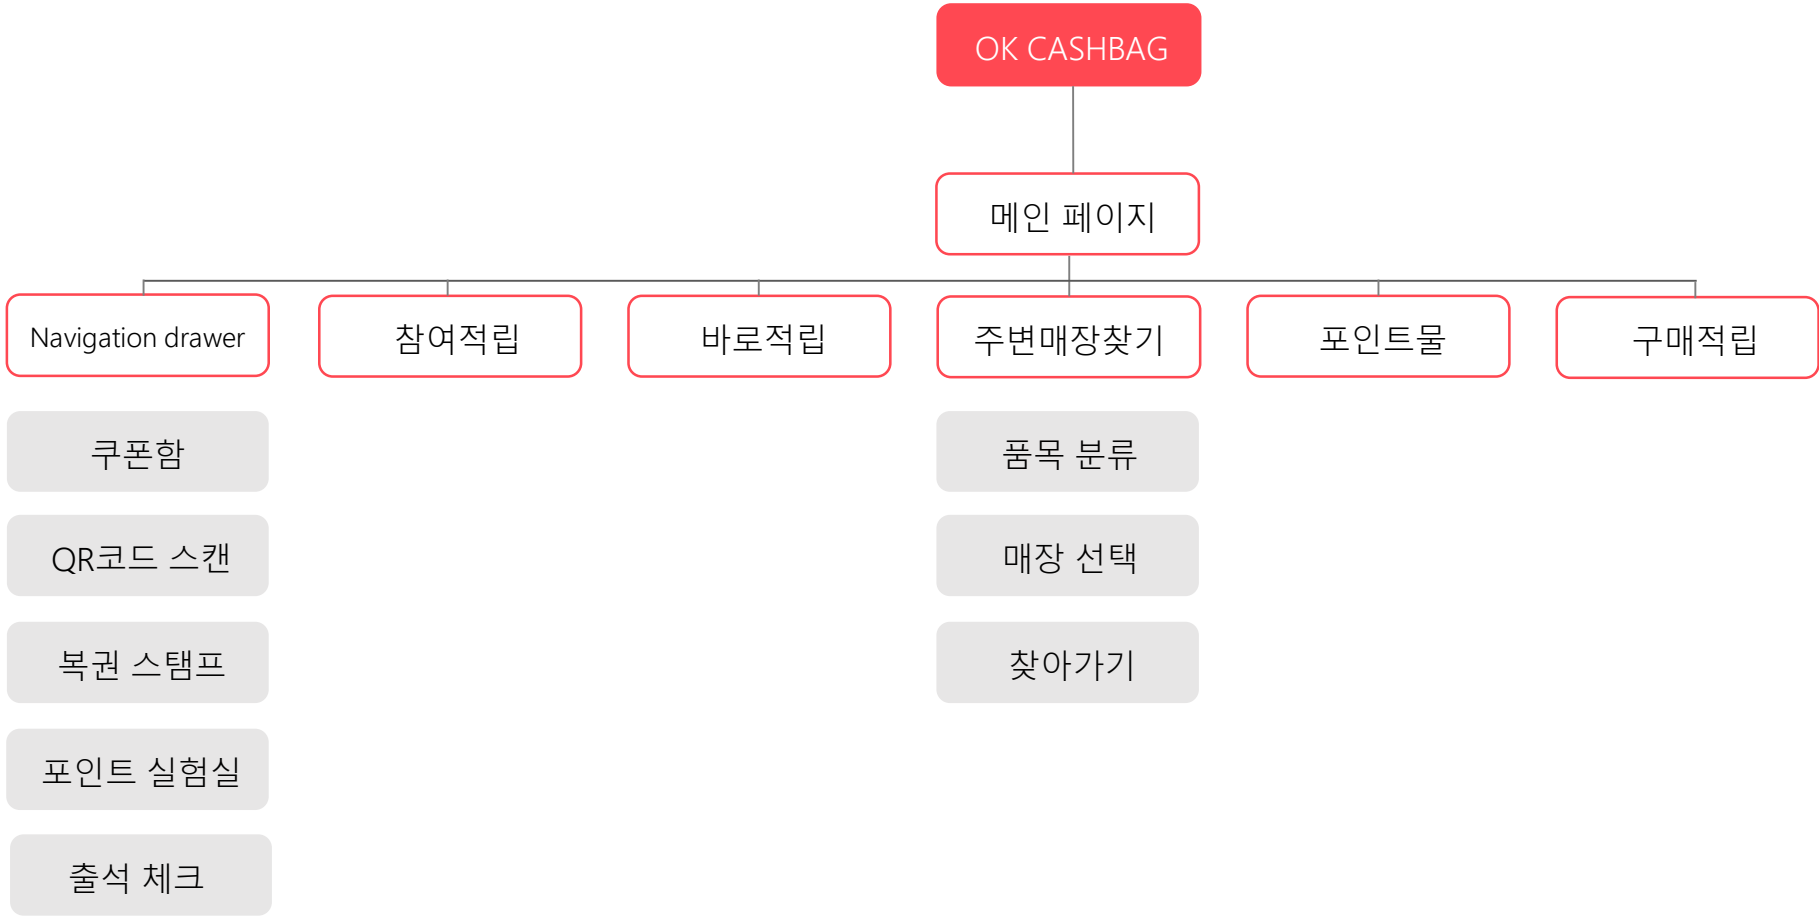 OK CASHBAG
메인 페이지
Navigation drawer
참여적립
바로적립
주변매장찾기
포인트물
구매적립
쿠폰함
품목 분류
QR코드 스캔
매장 선택
복권 스탬프
찾아가기
포인트 실험실
출석 체크